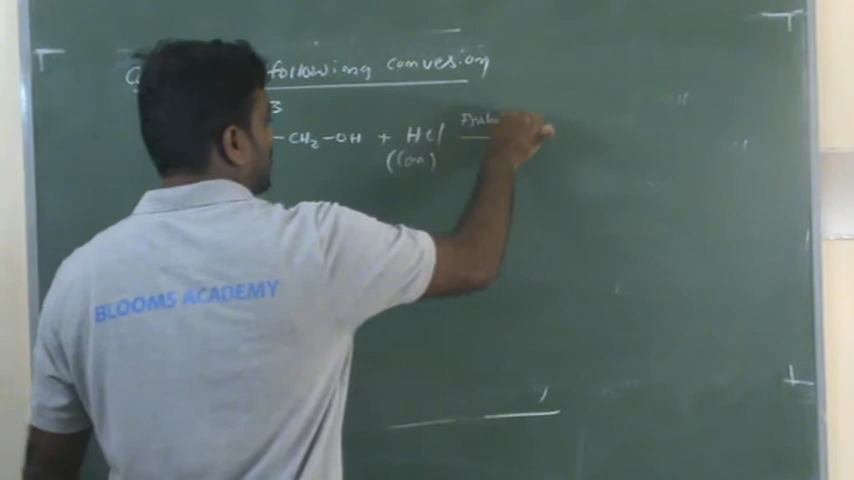 following conversion
3
-CH₂-OH + HCl
(Con)
BLOOMS ACADEMY